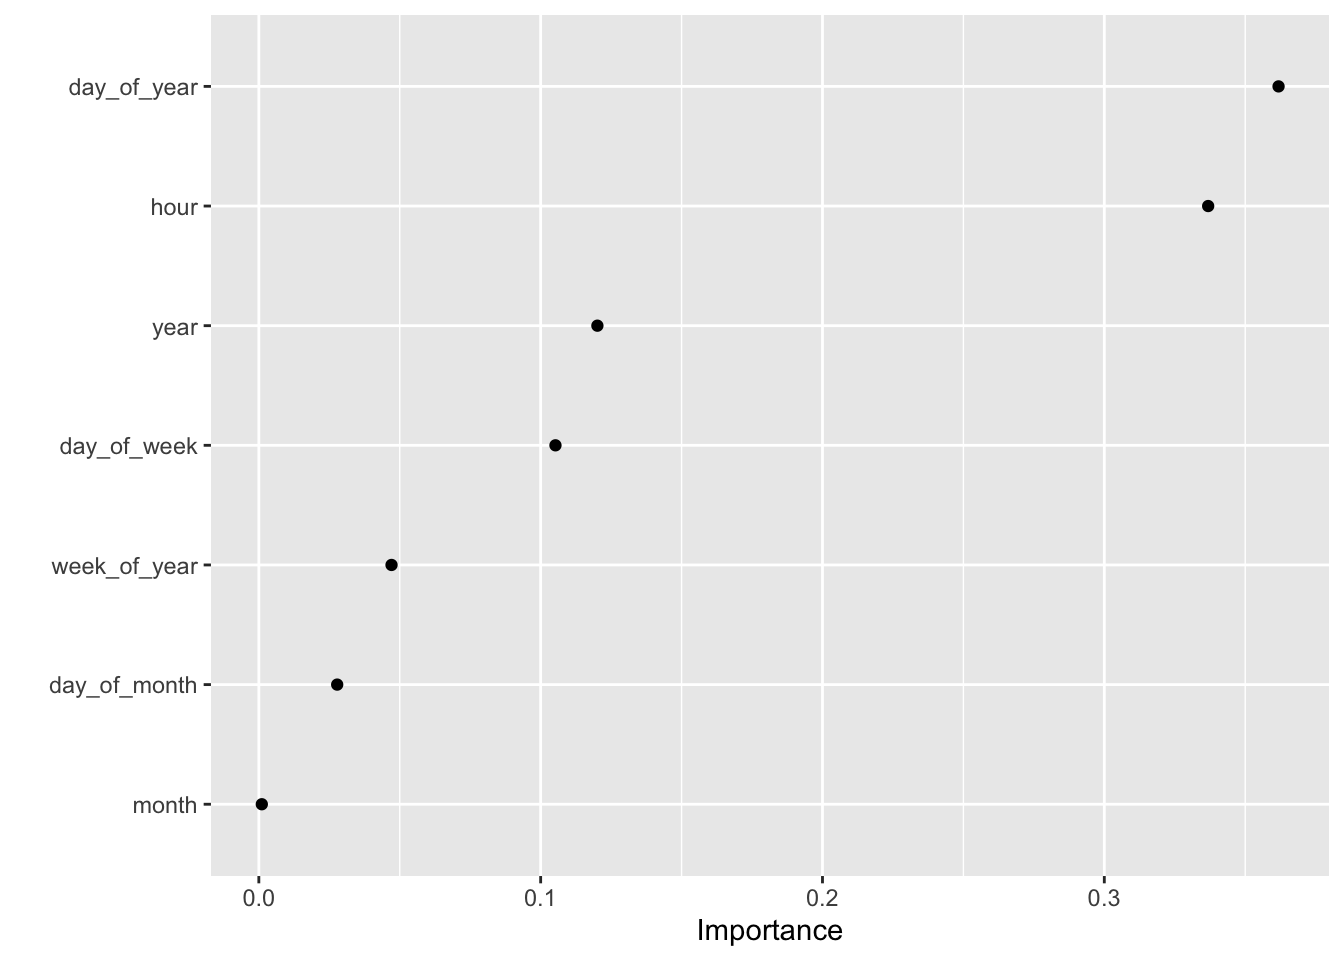 day_of_year
hour
year
day_of_week
week_of_year
day_of_month
month
0.0 0.1 0.2 0.3
Importance